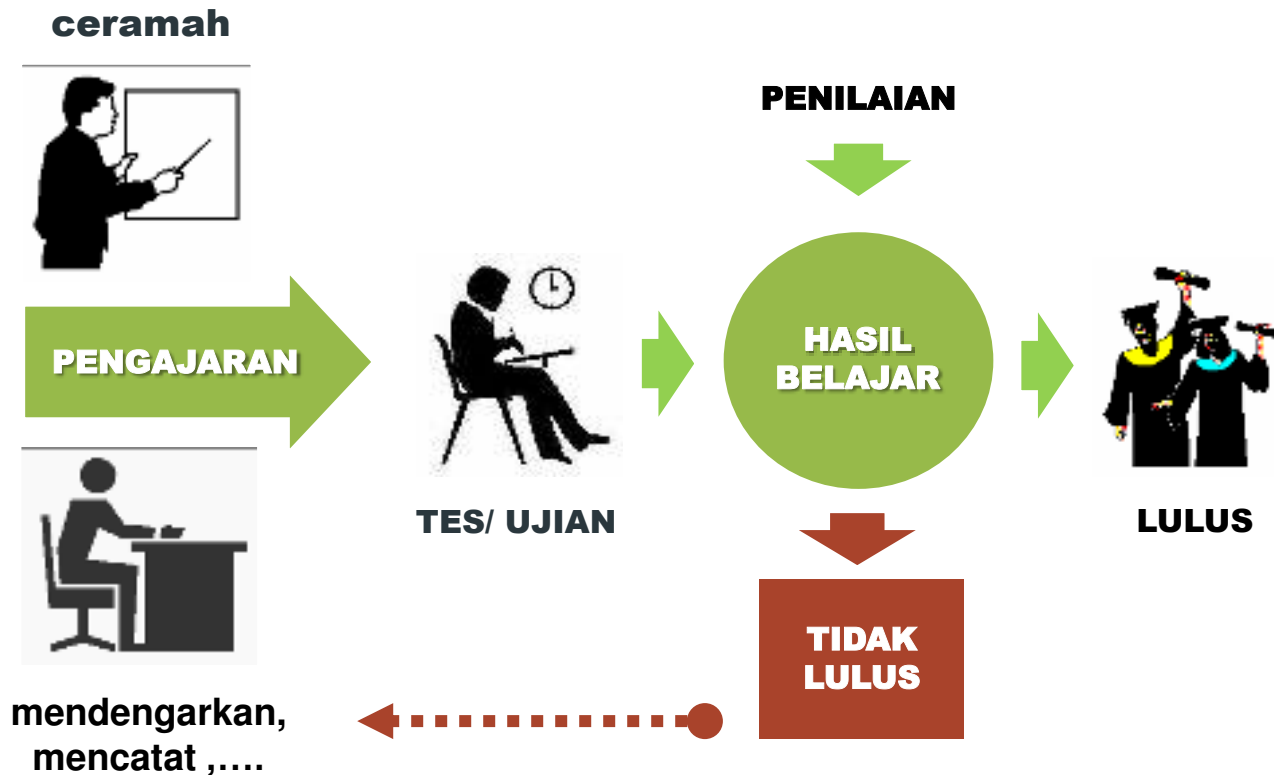 ceramah
PENILAIAN
PENGAJARAN
HASIL
BELAJAR
TES/ UJIAN
LULUS
TIDAK
LULUS
mendengarkan,
mencatat ,....